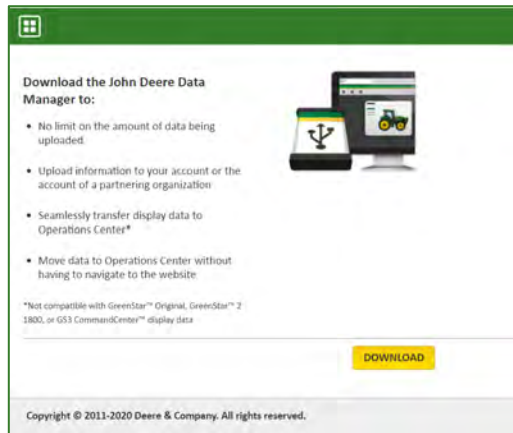 Download the John Deere Data
Manager to:
• No limit on the amount of data being
uploaded
• Upload information to your account or the
account of a partnering organization
• Seamlessly transfer display data to
Operations Center*
• Move data to Operations Center without
having to navigate to the website
*Not compatible with GreenStar™ Original, GreenStar™ 2
1800, or GS3 CommandCenter™ display data
DOWNLOAD
Copyright © 2011-2020 Deere & Company. All rights reserved.